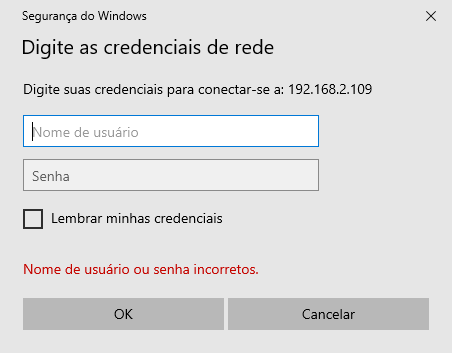 Segurança do Windows
Digite as credenciais de rede
Digite suas credenciais para conectar-se a: 192.168.2.109
Nome de usuário
Senha
Lembrar minhas credenciais
Nome de usuário ou senha incorretos.
OK
Cancelar